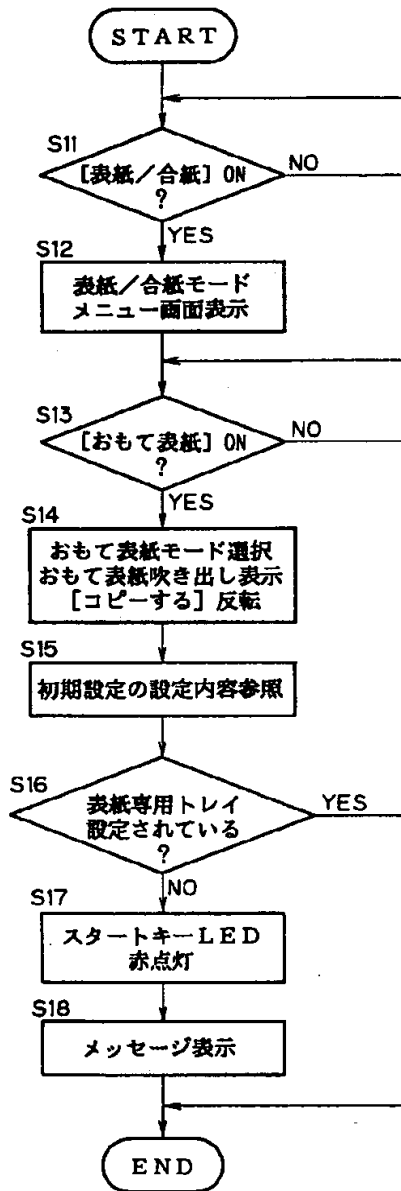 START
S11
[表紙/合紙] ON
?
NO
YES
S12
表紙/合紙モード
メニュー画面表示
S13
[おもて表紙] ON
?
NO
YES
S14
おもて表紙モード選択
おもて表紙吹き出し表示
[コピーする] 反転
S15
初期設定の設定内容参照
S16
表紙専用トレイ
設定されている
?
YES
NO
S17
スタートキーLED
赤点灯
S18
メッセージ表示
END